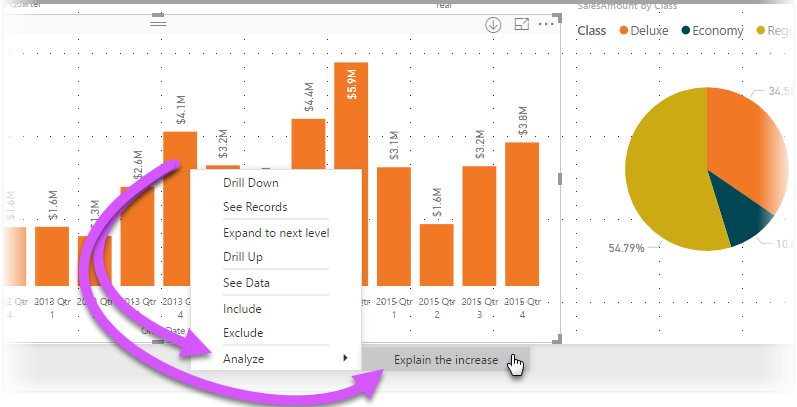 Quarter
Year
SalesAmount by Class
Class Deluxe Economy Regu
$1.6M
$1.6M
$1.3M
$2.6M
$4.1M
$3.2M
$4.4M
$5.9M
$3.1M
$1.6M
$3.2M
$3.8M
34.5
10.6
54.79%
Drill Down
See Records
Expand to next level
Drill Up
See Data
Include
Exclude
Analyze
Explain the increase
2013 Qtr 2013 Qtr 2013 Qtr 2013 Q Qtr 2015 Qtr 2015 Qtr 2015 Qtr 2015 Qtr
4 1 4 1 2 3 4
Date